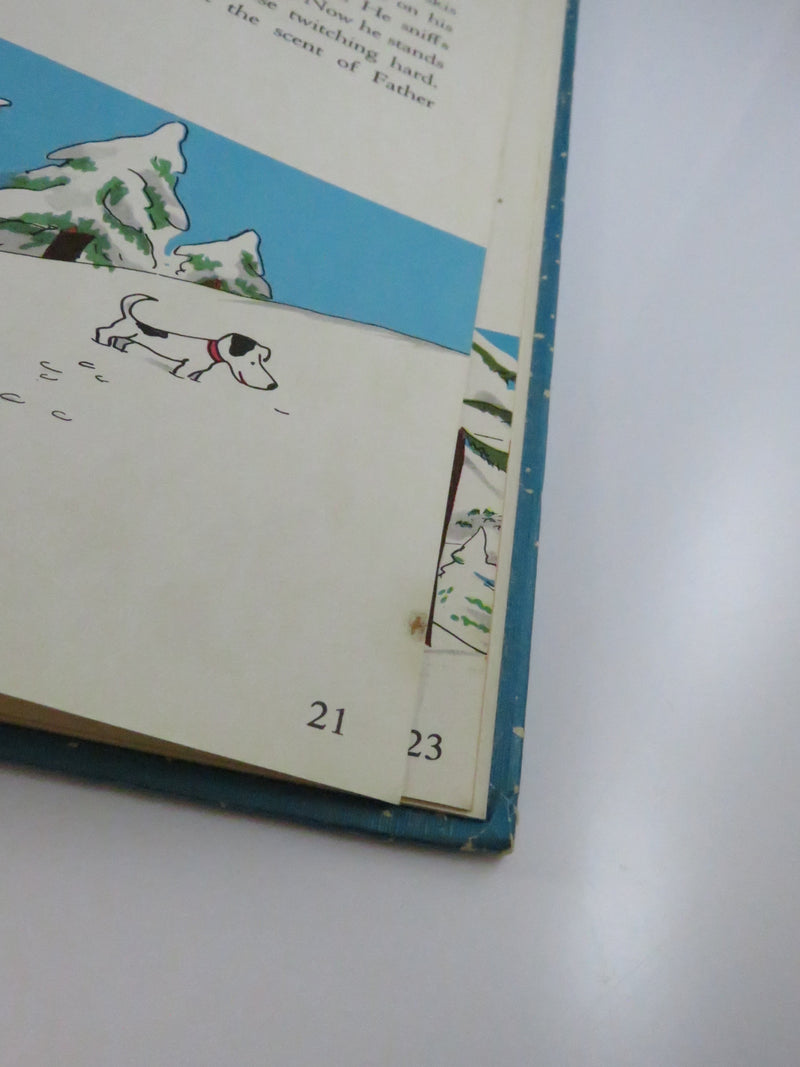 on his
He sniffs
Now he stands
twitching hard.
the scent of Father
21
23